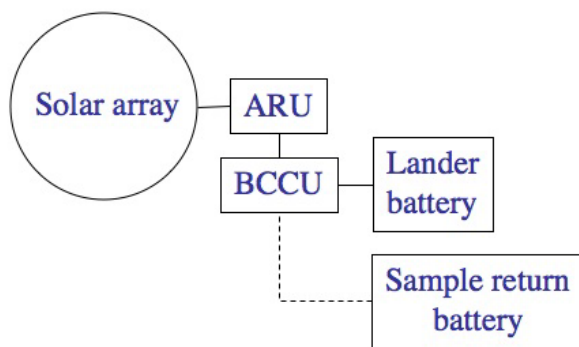 Solar array
ARU
BCCU
Lander
battery
Sample return
battery